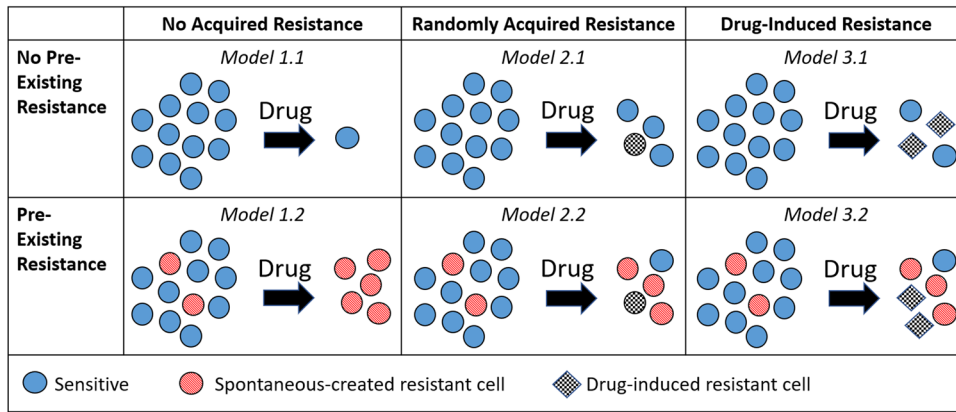 No Acquired Resistance
Randomly Acquired Resistance
Drug-Induced Resistance
No Pre-
Existing
Resistance
Model 1.1
Drug
Model 2.1
Drug
Model 3.1
Drug
Pre-
Existing
Resistance
Model 1.2
Drug
Model 2.2
Drug
Model 3.2
Drug
Sensitive
Spontaneous-created resistant cell
Drug-induced resistant cell